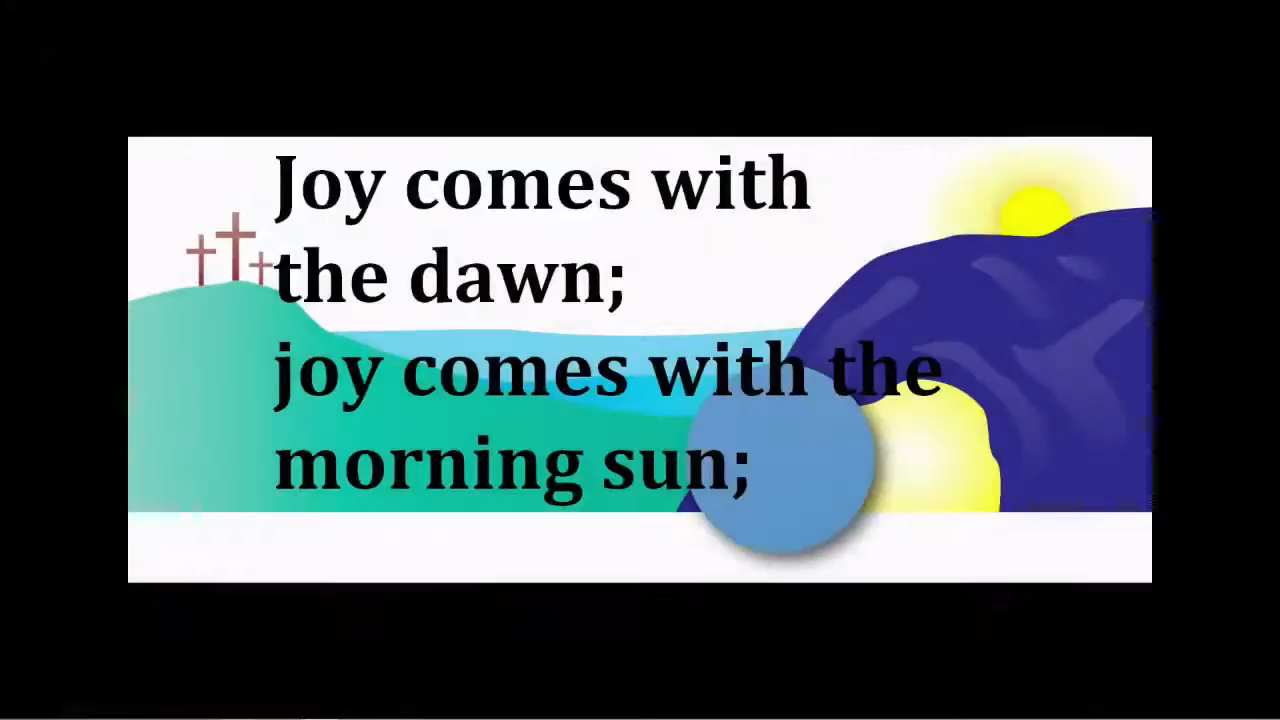 Joy comes with
the dawn;
joy comes with the
morning sun;